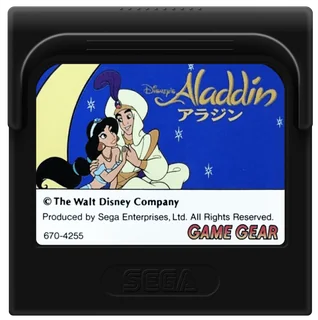 Disney's Aladdin
アラジン
© The Walt Disney Company
Produced by Sega Enterprises, Ltd. All Rights Reserved.
670-4255
GAME GEAR
SEGA